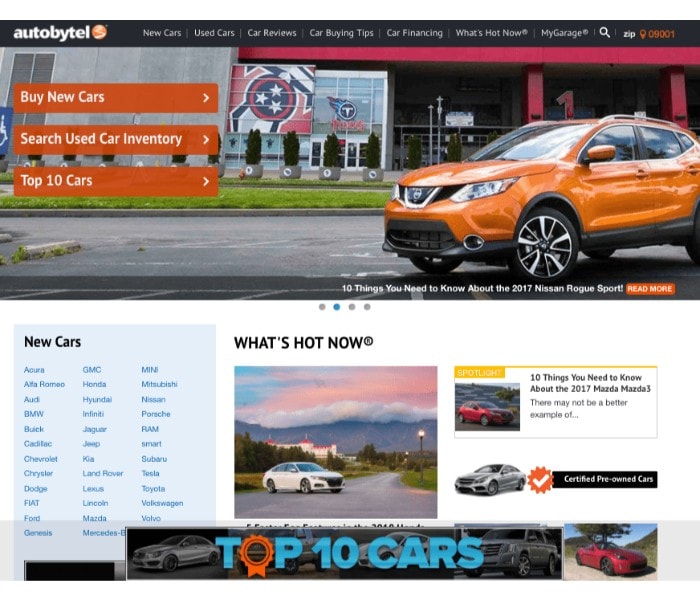 autobytel
New Cars | Used Cars | Car Reviews | Car Buying Tips | Car Financing | What's Hot Now® | MyGarage® | zip 09001
Buy New Cars
Search Used Car Inventory
Top 10 Cars
TITANS
1
10 Things You Need to Know About the 2017 Nissan Rogue Sport! READ MORE
New Cars
Acura GMC MINI
Alfa Romeo Honda Mitsubishi
Audi Hyundai Nissan
BMW Infiniti Porsche
Buick Jaguar RAM
Cadillac Jeep smart
Chevrolet Kia Subaru
Chrysler Land Rover Tesla
Dodge Lexus Toyota
FIAT Lincoln Volkswagen
Ford Mazda Volvo
Genesis Mercedes-B
WHAT'S HOT NOW®
SPOTLIGHT
10 Things You Need to Know
About the 2017 Mazda Mazda3
There may not be a better
example of...
Certified Pre-owned Cars
TOP 10 CARS